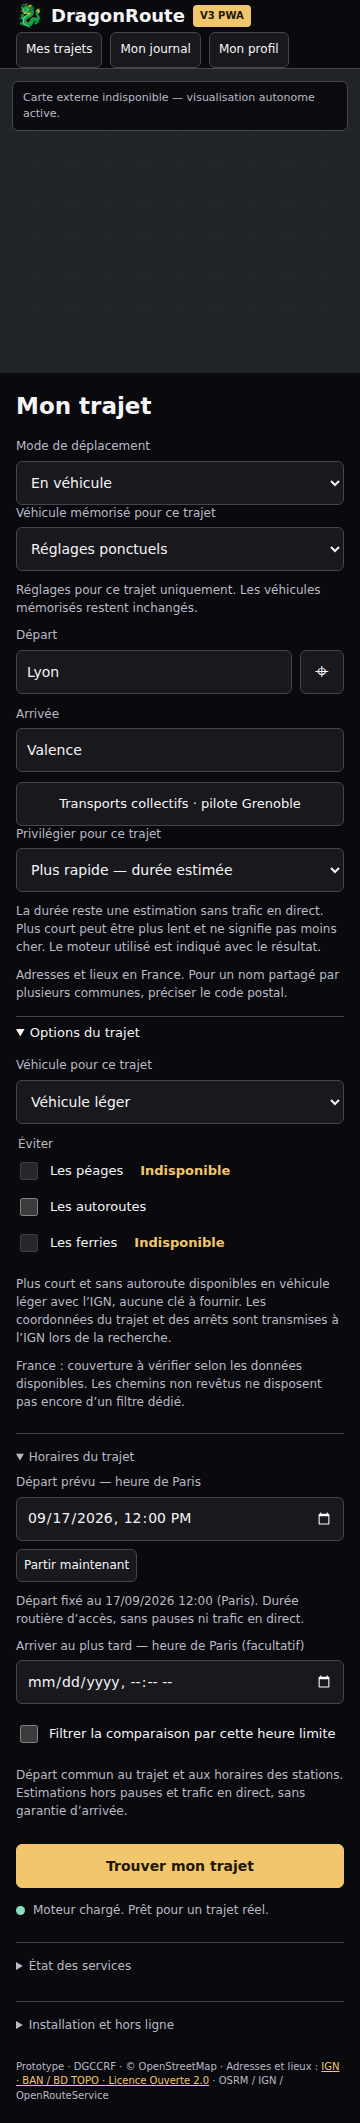 DragonRoute V3 PWA
Mes trajets Mon journal Mon profil
Carte externe indisponible — visualisation autonome
active.
Mon trajet
Mode de déplacement
En véhicule
Véhicule mémorisé pour ce trajet
Réglages ponctuels
Réglages pour ce trajet uniquement. Les véhicules
mémorisés restent inchangés.
Départ
Lyon
Arrivée
Valence
Transports collectifs · pilote Grenoble
Privilégier pour ce trajet
Plus rapide — durée estimée
La durée reste une estimation sans trafic en direct.
Plus court peut être plus lent et ne signifie pas moins
cher. Le moteur utilisé est indiqué avec le résultat.
Adresses et lieux en France. Pour un nom partagé par
plusieurs communes, préciser le code postal.
Options du trajet
Véhicule pour ce trajet
Véhicule léger
Éviter
Les péages Indisponible
Les autoroutes
Les ferries Indisponible
Plus court et sans autoroute disponibles en véhicule
léger avec l’IGN, aucune clé à fournir. Les
coordonnées du trajet et des arrêts sont transmises à
l’IGN lors de la recherche.
France : couverture à vérifier selon les données
disponibles. Les chemins non revêtus ne disposent
pas encore d’un filtre dédié.
Horaires du trajet
Départ prévu — heure de Paris
09/17/2026, 12:00 PM
Partir maintenant
Départ fixé au 17/09/2026 12:00 (Paris). Durée
routière d’accès, sans pauses ni trafic en direct.
Arriver au plus tard — heure de Paris (facultatif)
mm/dd/yyyy, --:-- --
Filtrer la comparaison par cette heure limite
Départ commun au trajet et aux horaires des stations.
Estimations hors pauses et trafic en direct, sans
garantie d’arrivée.
Trouver mon trajet
Moteur chargé. Prêt pour un trajet réel.
État des services
Installation et hors ligne
Prototype · DGCCRF · © OpenStreetMap · Adresses et lieux : IGN
· BAN / BD TOPO · Licence Ouverte 2.0 · OSRM / IGN /
OpenRouteService